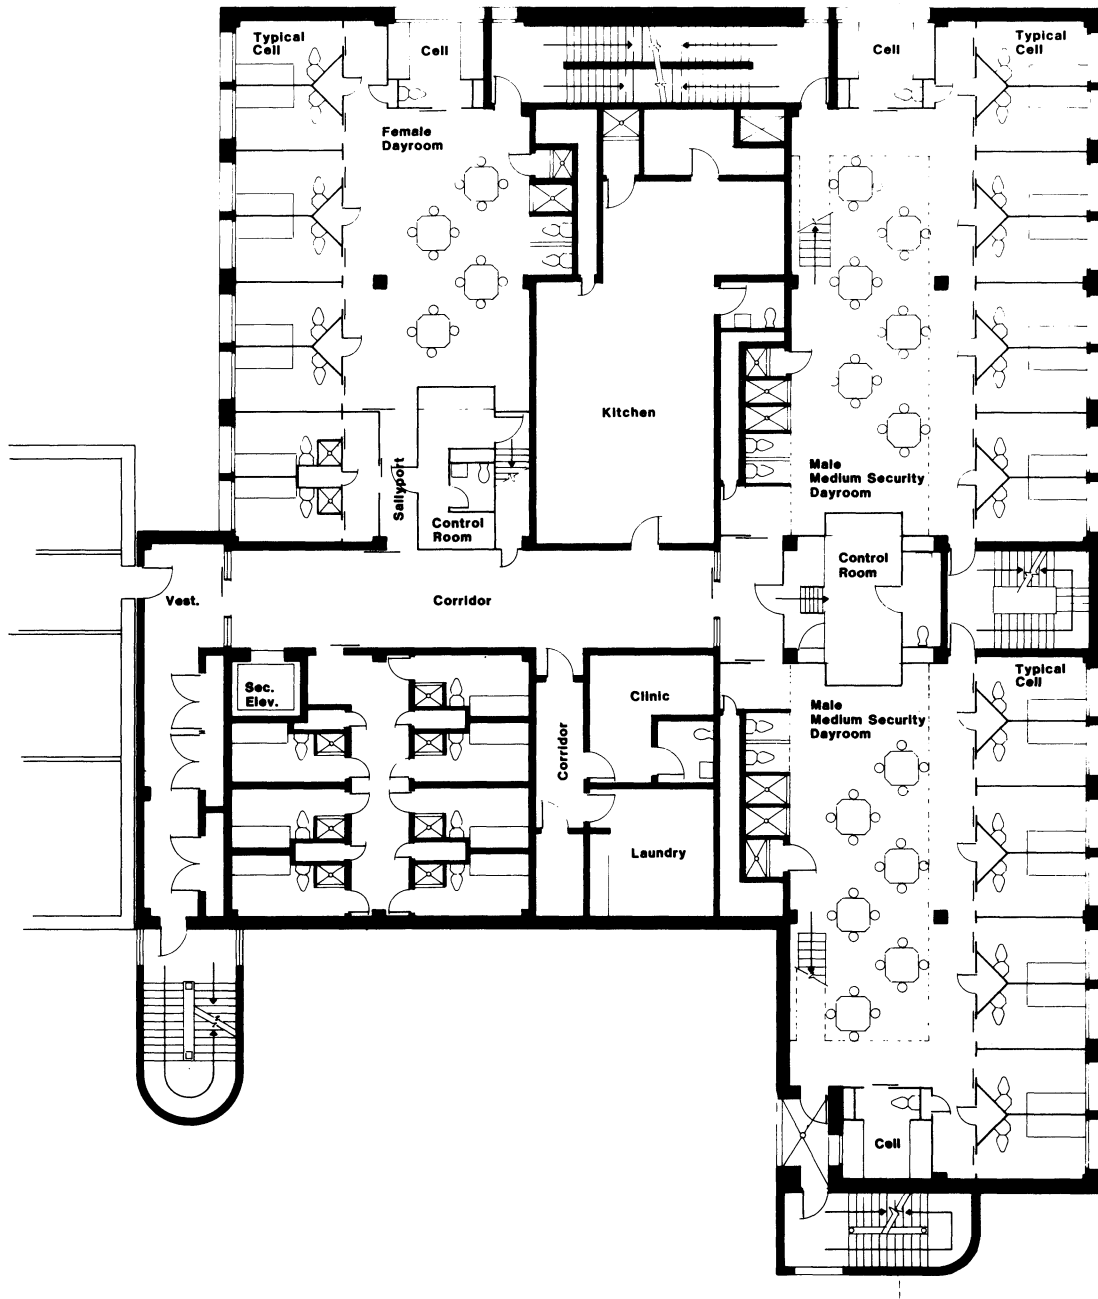 Typical
Cell
Cell
Cell
Typical
Cell
Female
Dayroom
Kitchen
Male
Medium Security
Dayroom
Sallyport
Control
Room
Control
Room
Vest.
Corridor
Sec.
Elev.
Clinic
Typical
Cell
Male
Medium Security
Dayroom
Corridor
Laundry
Cell